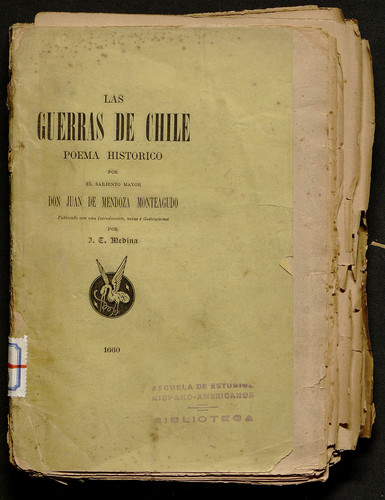 LAS
GUERRAS DE CHILE
POEMA HISTORICO
POR
EL SARJENTO MAYOR
DON JUAN DE MENDOZA MONTEAGUDO
Publicado con una Introduccion, notas é ilustraciones
POR
J. T. Medina
1660
ESCUELA DE ESTUDIOS
HISPANO-AMERICANOS
BIBLIOTECA